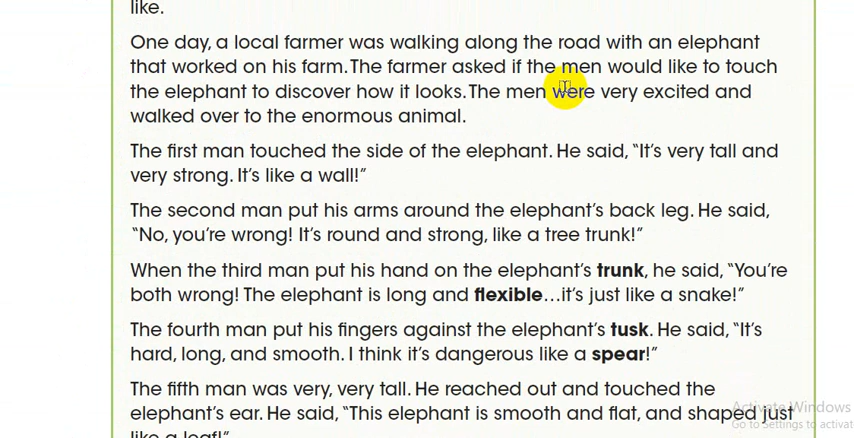 like.
One day, a local farmer was walking along the road with an elephant
that worked on his farm. The farmer asked if the men would like to touch
the elephant to discover how it looks. The men were very excited and
walked over to the enormous animal.
The first man touched the side of the elephant. He said, “It’s very tall and
very strong. It’s like a wall!”
The second man put his arms around the elephant’s back leg. He said,
“No, you’re wrong! It’s round and strong, like a tree trunk!”
When the third man put his hand on the elephant’s trunk, he said, “You’re
both wrong! The elephant is long and flexible…it’s just like a snake!”
The fourth man put his fingers against the elephant’s tusk. He said, “It’s
hard, long, and smooth. I think it’s dangerous like a spear!”
The fifth man was very, very tall. He reached out and touched the
elephant’s ear. He said, “This elephant is smooth and flat, and shaped just
like a leaf!”
Activate Windows
Go to Settings to activat